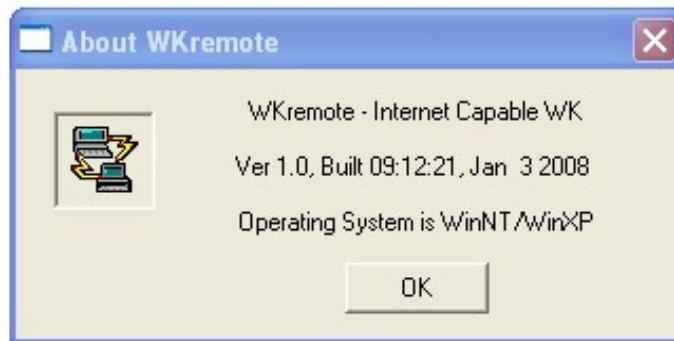 About WKremote
WKremote - Internet Capable WK
Ver 1.0, Built 09:12:21, Jan  3 2008
Operating System is WinNT/WinXP
OK